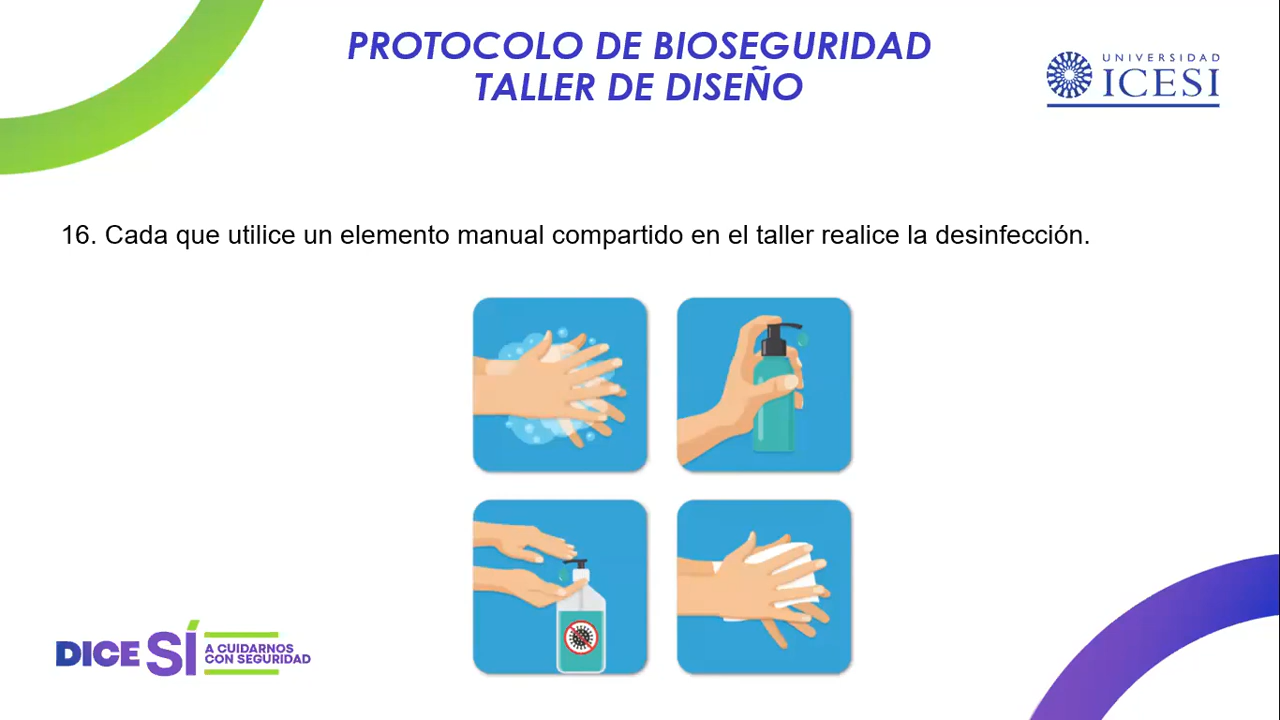 PROTOCOLO DE BIOSEGURIDAD
TALLER DE DISEÑO
UNIVERSIDAD
ICESI
16. Cada que utilice un elemento manual compartido en el taller realice la desinfección.
DICE SÍ A CUIDARNOS
CON SEGURIDAD